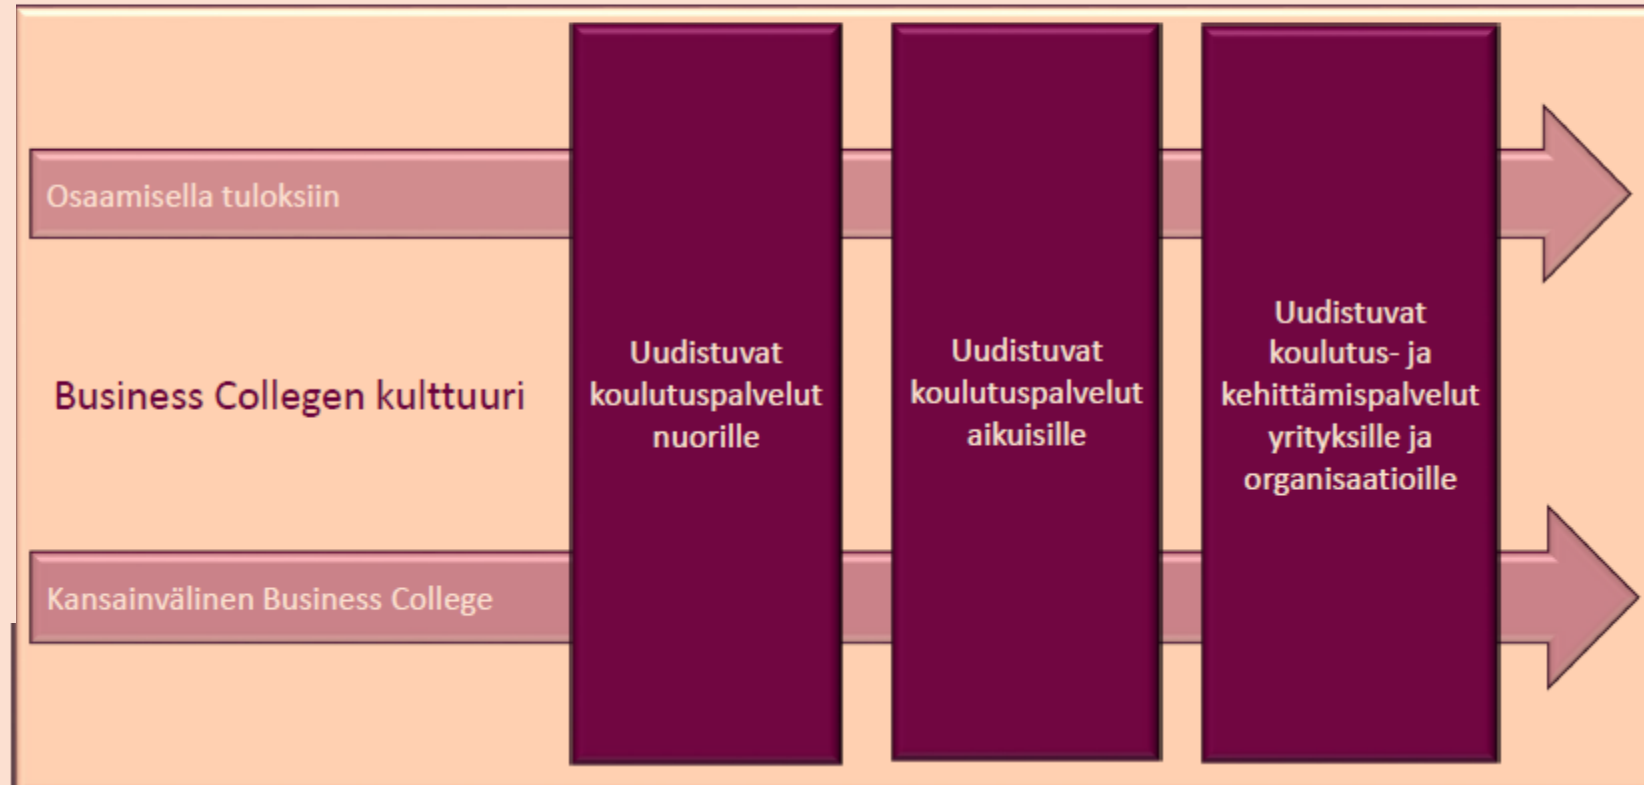 Osaamisella tuloksiin
Business Collegen kulttuuri
Kansainvälinen Business College
Uudistuvat
koulutuspalvelut
nuorille
Uudistuvat
koulutuspalvelut
aikuisille
Uudistuvat
koulutus- ja
kehittämispalvelut
yrityksille ja
organisaatioille